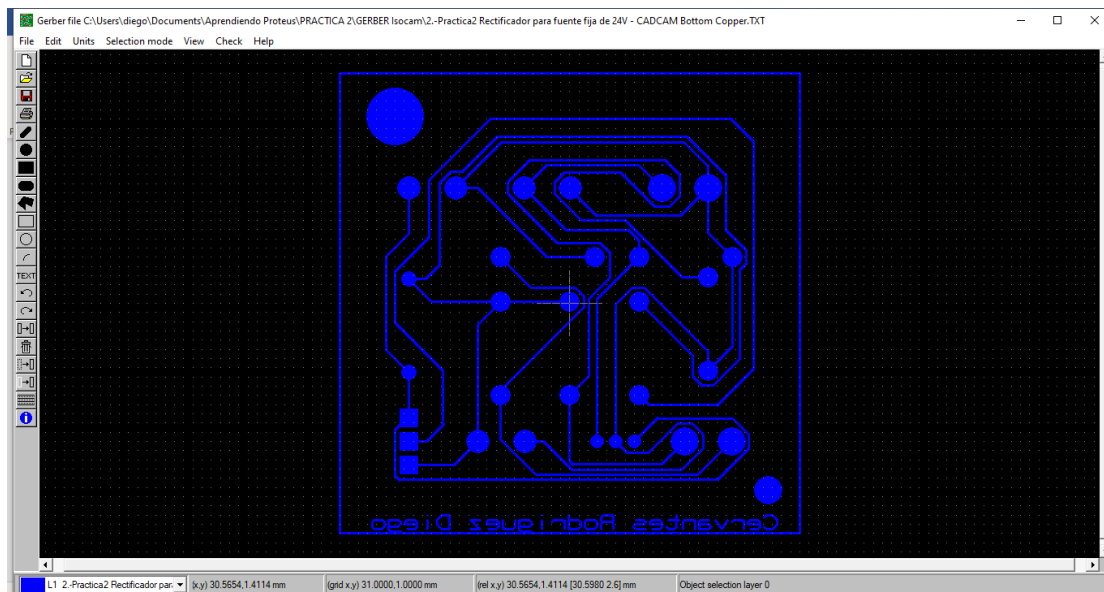 Gerber file C:\Users\diego\Documents\Aprendiendo Proteus\PRACTICA 2\GERBER Isocam\2.-Practica2 Rectificador para fuente fija de 24V - CADCAM Bottom Copper.TXT
File Edit Units Selection mode View Check Help
TEXT
Cervantes Rodriguez Diego
L1 2.-Practica2 Rectificador par (x,y) 30.5654,1.4114 mm (grid x,y) 31.0000,1.0000 mm (rel x,y) 30.5654,1.4114 [30.5980 2.6] mm Object selection layer 0